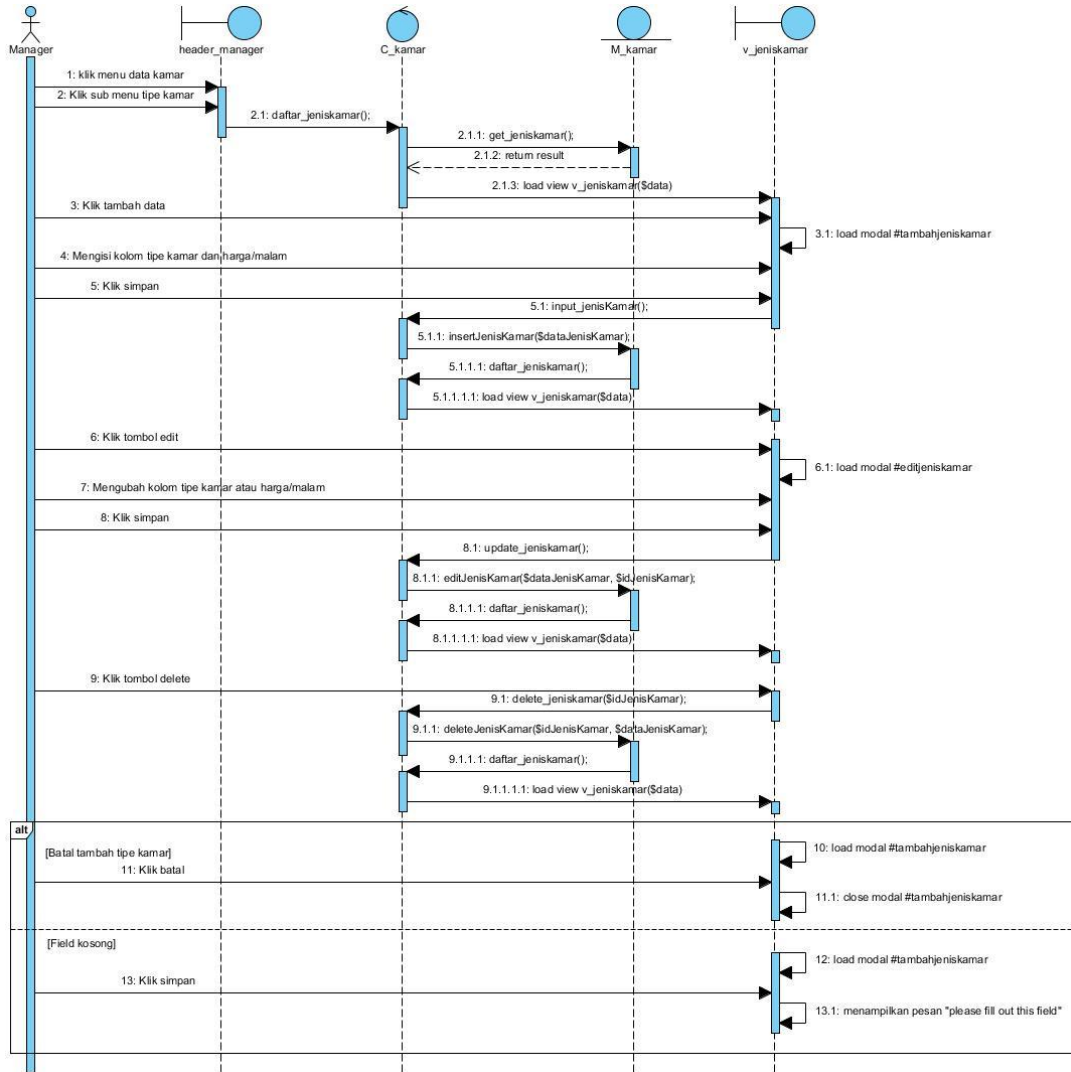 Manager
header_manager
C_kamar
M_kamar
v_jeniskamar
1: klik menu data kamar
2: Klik sub menu tipe kamar
2.1: daftar_jeniskamar();
2.1.1: get_jeniskamar();
2.1.2: return result
2.1.3: load view v_jeniskamar($data)
3: Klik tambah data
3.1: load modal #tambahjeniskamar
4: Mengisi kolom tipe kamar dan harga/malam
5: Klik simpan
5.1: input_jenisKamar();
5.1.1: insertJenisKamar($dataJenisKamar);
5.1.1.1: daftar_jeniskamar();
5.1.1.1.1: load view v_jeniskamar($data)
6: Klik tombol edit
6.1: load modal #editjeniskamar
7: Mengubah kolom tipe kamar atau harga/malam
8: Klik simpan
8.1: update_jeniskamar();
8.1.1: editJenisKamar($dataJenisKamar, $idJenisKamar);
8.1.1.1: daftar_jeniskamar();
8.1.1.1.1: load view v_jeniskamar($data)
9: Klik tombol delete
9.1: delete_jeniskamar($idJenisKamar);
9.1.1: deleteJenisKamar($idJenisKamar, $dataJenisKamar);
9.1.1.1: daftar_jeniskamar();
9.1.1.1.1: load view v_jeniskamar($data)
alt
[Batal tambah tipe kamar]
10: load modal #tambahjeniskamar
11: Klik batal
11.1: close modal #tambahjeniskamar
[Field kosong]
12: load modal #tambahjeniskamar
13: Klik simpan
13.1: menampilkan pesan "please fill out this field"